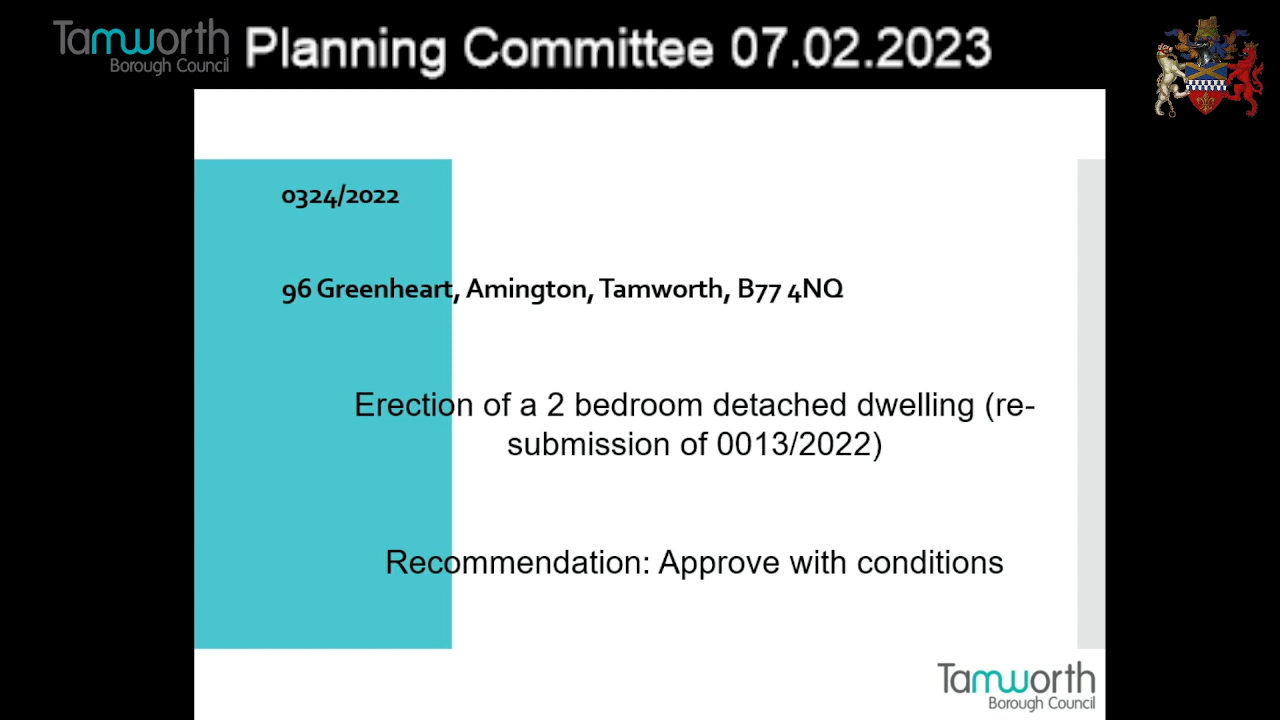 Tamworth
Borough Council
Planning Committee 07.02.2023
0324/2022
96 Greenheart, Amington, Tamworth, B77 4NQ
Erection of a 2 bedroom detached dwelling (re-
submission of 0013/2022)
Recommendation: Approve with conditions
Tamworth
Borough Council